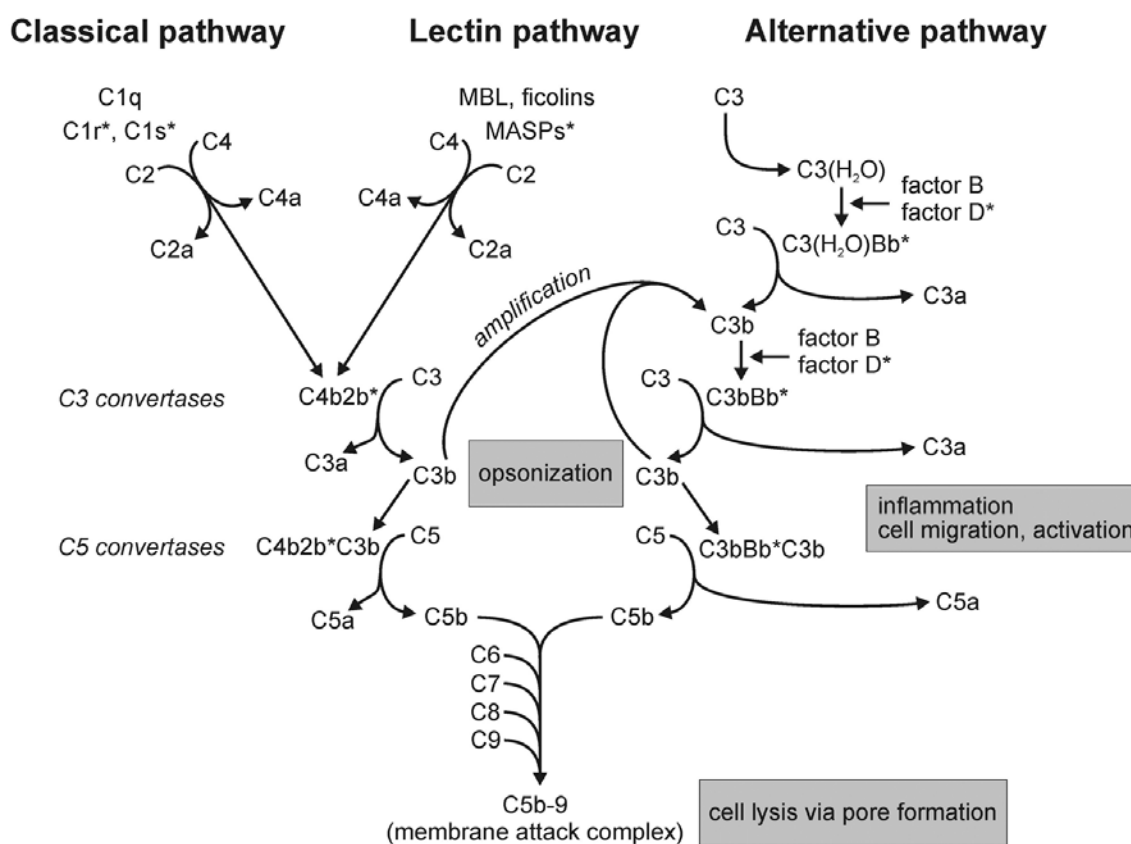 Classical pathway
Lectin pathway
Alternative pathway
C1q
C1r*, C1s*
C4
C2
C4a
C2a
MBL, ficolins
MASPs*
C4
C2
C4a
C2a
C3
C3(H₂O)
factor B
factor D*
C3
C3(H₂O)Bb*
C3a
amplification
C3b
factor B
factor D*
C3 convertases
C4b2b*
C3
C3
C3bBb*
C3a
C3b
opsonization
C3b
C3a
inflammation
cell migration, activation
C5 convertases
C4b2b*C3b
C5
C5
C3bBb*C3b
C5a
C5b
C5b
C5a
C6
C7
C8
C9
C5b-9
(membrane attack complex)
cell lysis via pore formation